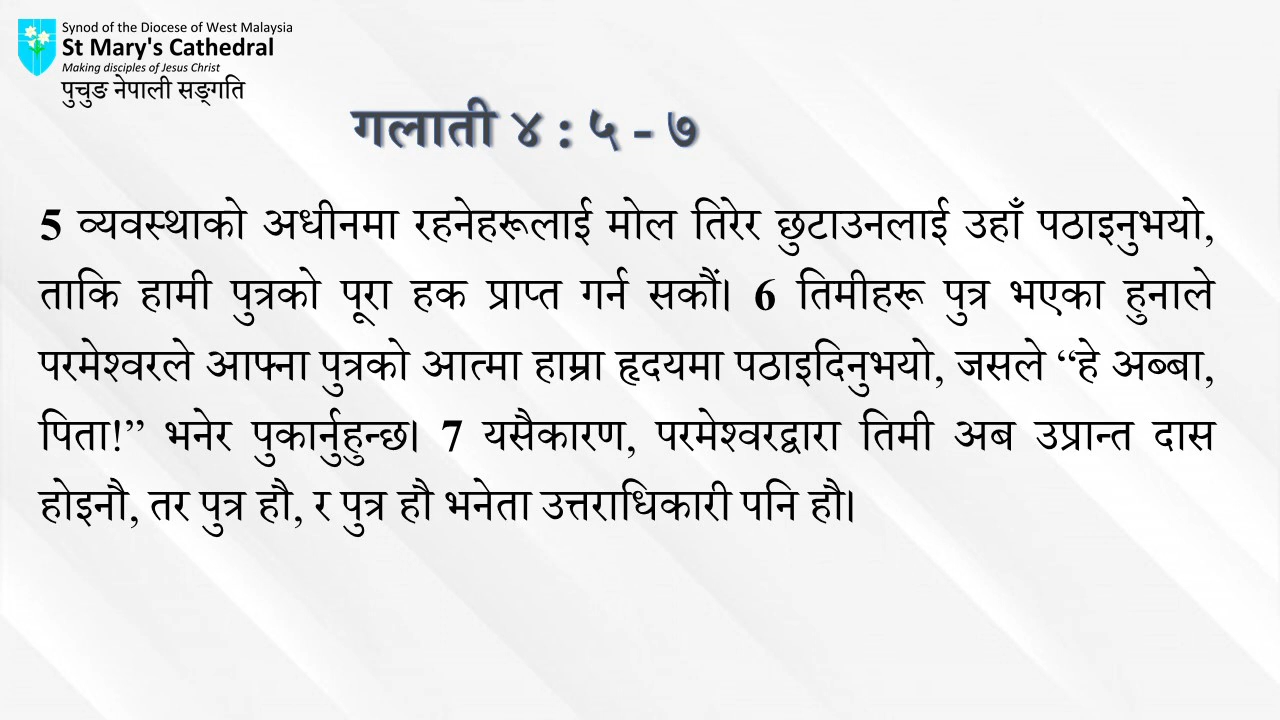 Synod of the Diocese of West Malaysia
St Mary's Cathedral
Making disciples of Jesus Christ
पुचुङ नेपाली सङ्गति
गलाती ४ : ५ - ७
5 व्यवस्थाको अधीनमा रहनेहरूलाई मोल तिरेर छुटाउनलाई उहाँ पठाइनुभयो,
ताकि हामी पुत्रको पूरा हक प्राप्त गर्न सकौं। 6 तिमीहरू पुत्र भएका हुनाले
परमेश्वरले आफ्ना पुत्रको आत्मा हाम्रा हृदयमा पठाइदिनुभयो, जसले “हे अब्बा,
पिता!” भनेर पुकार्नुहुन्छ। 7 यसैकारण, परमेश्वरद्वारा तिमी अब उप्रान्त दास
होइनौ, तर पुत्र हौ, र पुत्र हौ भनेता उत्तराधिकारी पनि हौ।